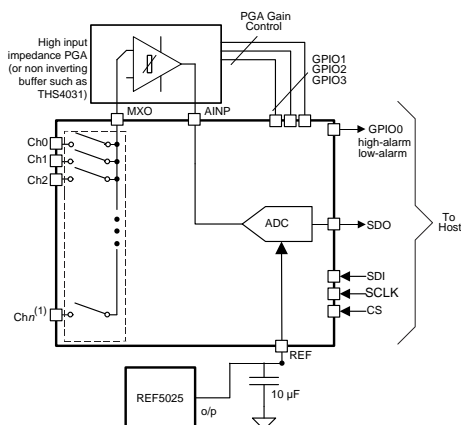 PGA Gain
Control
High input
impedance PGA
(or non inverting
buffer such as
THS4031)
GPIO1
GPIO2
GPIO3
MXO
AINP
Ch0
Ch1
Ch2
GPIO0
high-alarm
low-alarm
To
Host
ADC
SDO
SDI
SCLK
CS
Chn(1)
REF
REF5025
o/p
10 µF